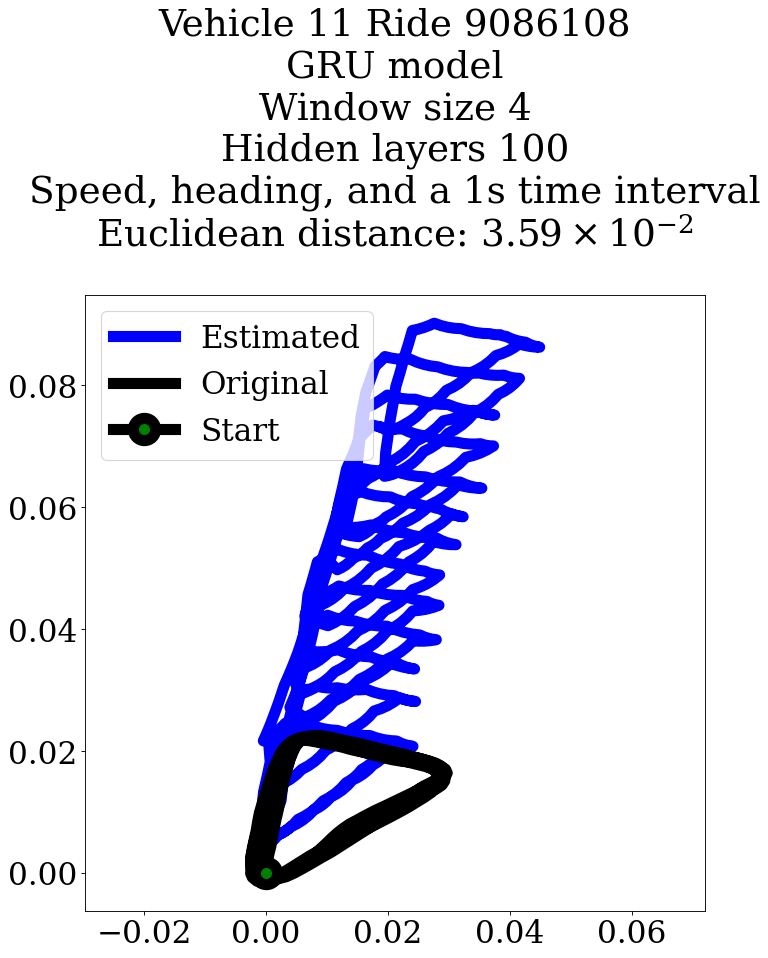 Vehicle 11 Ride 9086108
GRU model
Window size 4
Hidden layers 100
Speed, heading, and a 1s time interval
Euclidean distance: 3.59 × 10⁻²
Estimated
Original
Start
0.08
0.06
0.04
0.02
0.00
−0.02 0.00 0.02 0.04 0.06